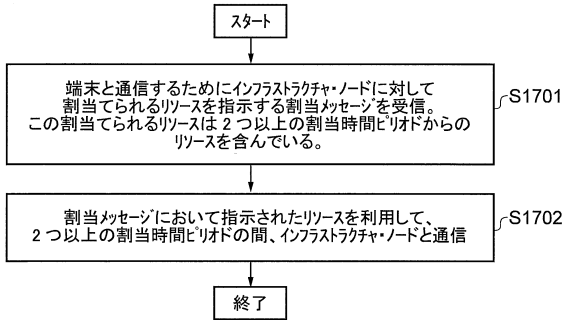 スタート
端末と通信するためにインフラストラクチャ・ノードに対して
割当てられるリソースを指示する割当メッセージを受信。
この割当てられるリソースは2つ以上の割当時間ピリオドからの
リソースを含んでいる。
S1701
割当メッセージにおいて指示されたリソースを利用して、
2つ以上の割当時間ピリオドの間、インフラストラクチャ・ノードと通信
S1702
終了